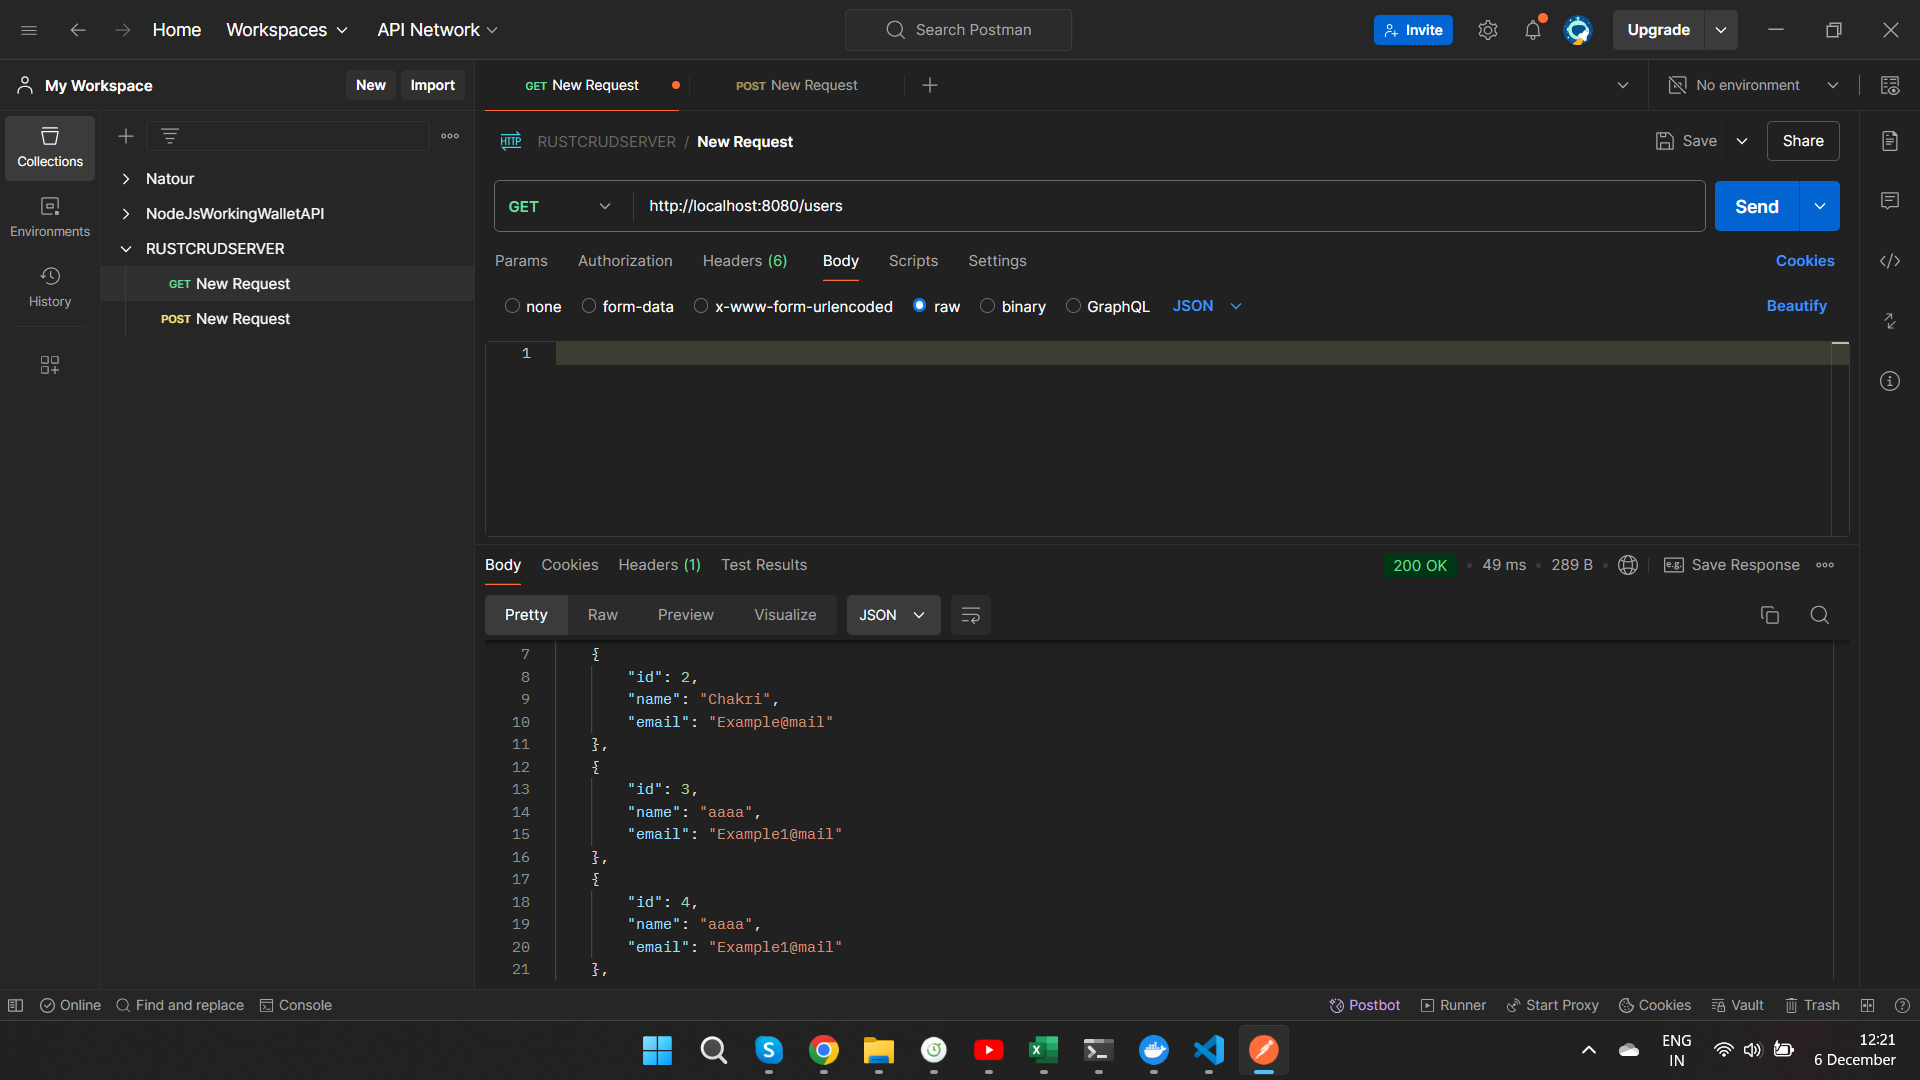 Home Workspaces API Network Search Postman Invite Upgrade
My Workspace New Import GET New Request POST New Request No environment
Collections
Environments
History
Natour
NodeJsWorkingWalletAPI
RUSTCRUDSERVER
GET New Request
POST New Request
HTTP RUSTCRUDSERVER / New Request Save Share
GET http://localhost:8080/users Send
Params Authorization Headers (6) Body Scripts Settings Cookies
none form-data x-www-form-urlencoded raw binary GraphQL JSON Beautify
1
Body Cookies Headers (1) Test Results 200 OK • 49 ms • 289 B • e.g. Save Response
Pretty Raw Preview Visualize JSON
7 {
8 "id": 2,
9 "name": "Chakri",
10 "email": "Example@mail"
11 },
12 {
13 "id": 3,
14 "name": "aaaa",
15 "email": "Example1@mail"
16 },
17 {
18 "id": 4,
19 "name": "aaaa",
20 "email": "Example1@mail"
21 },
Online Find and replace Console Postbot Runner Start Proxy Cookies Vault Trash
ENG
IN
12:21
6 December